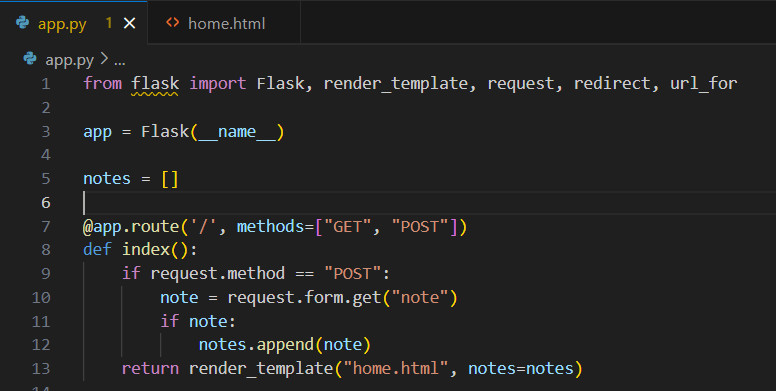 app.py 1 × home.html
app.py > ...
1 from flask import Flask, render_template, request, redirect, url_for
2
3 app = Flask(__name__)
4
5 notes = []
6
7 @app.route('/', methods=["GET", "POST"])
8 def index():
9     if request.method == "POST":
10         note = request.form.get("note")
11         if note:
12             notes.append(note)
13     return render_template("home.html", notes=notes)